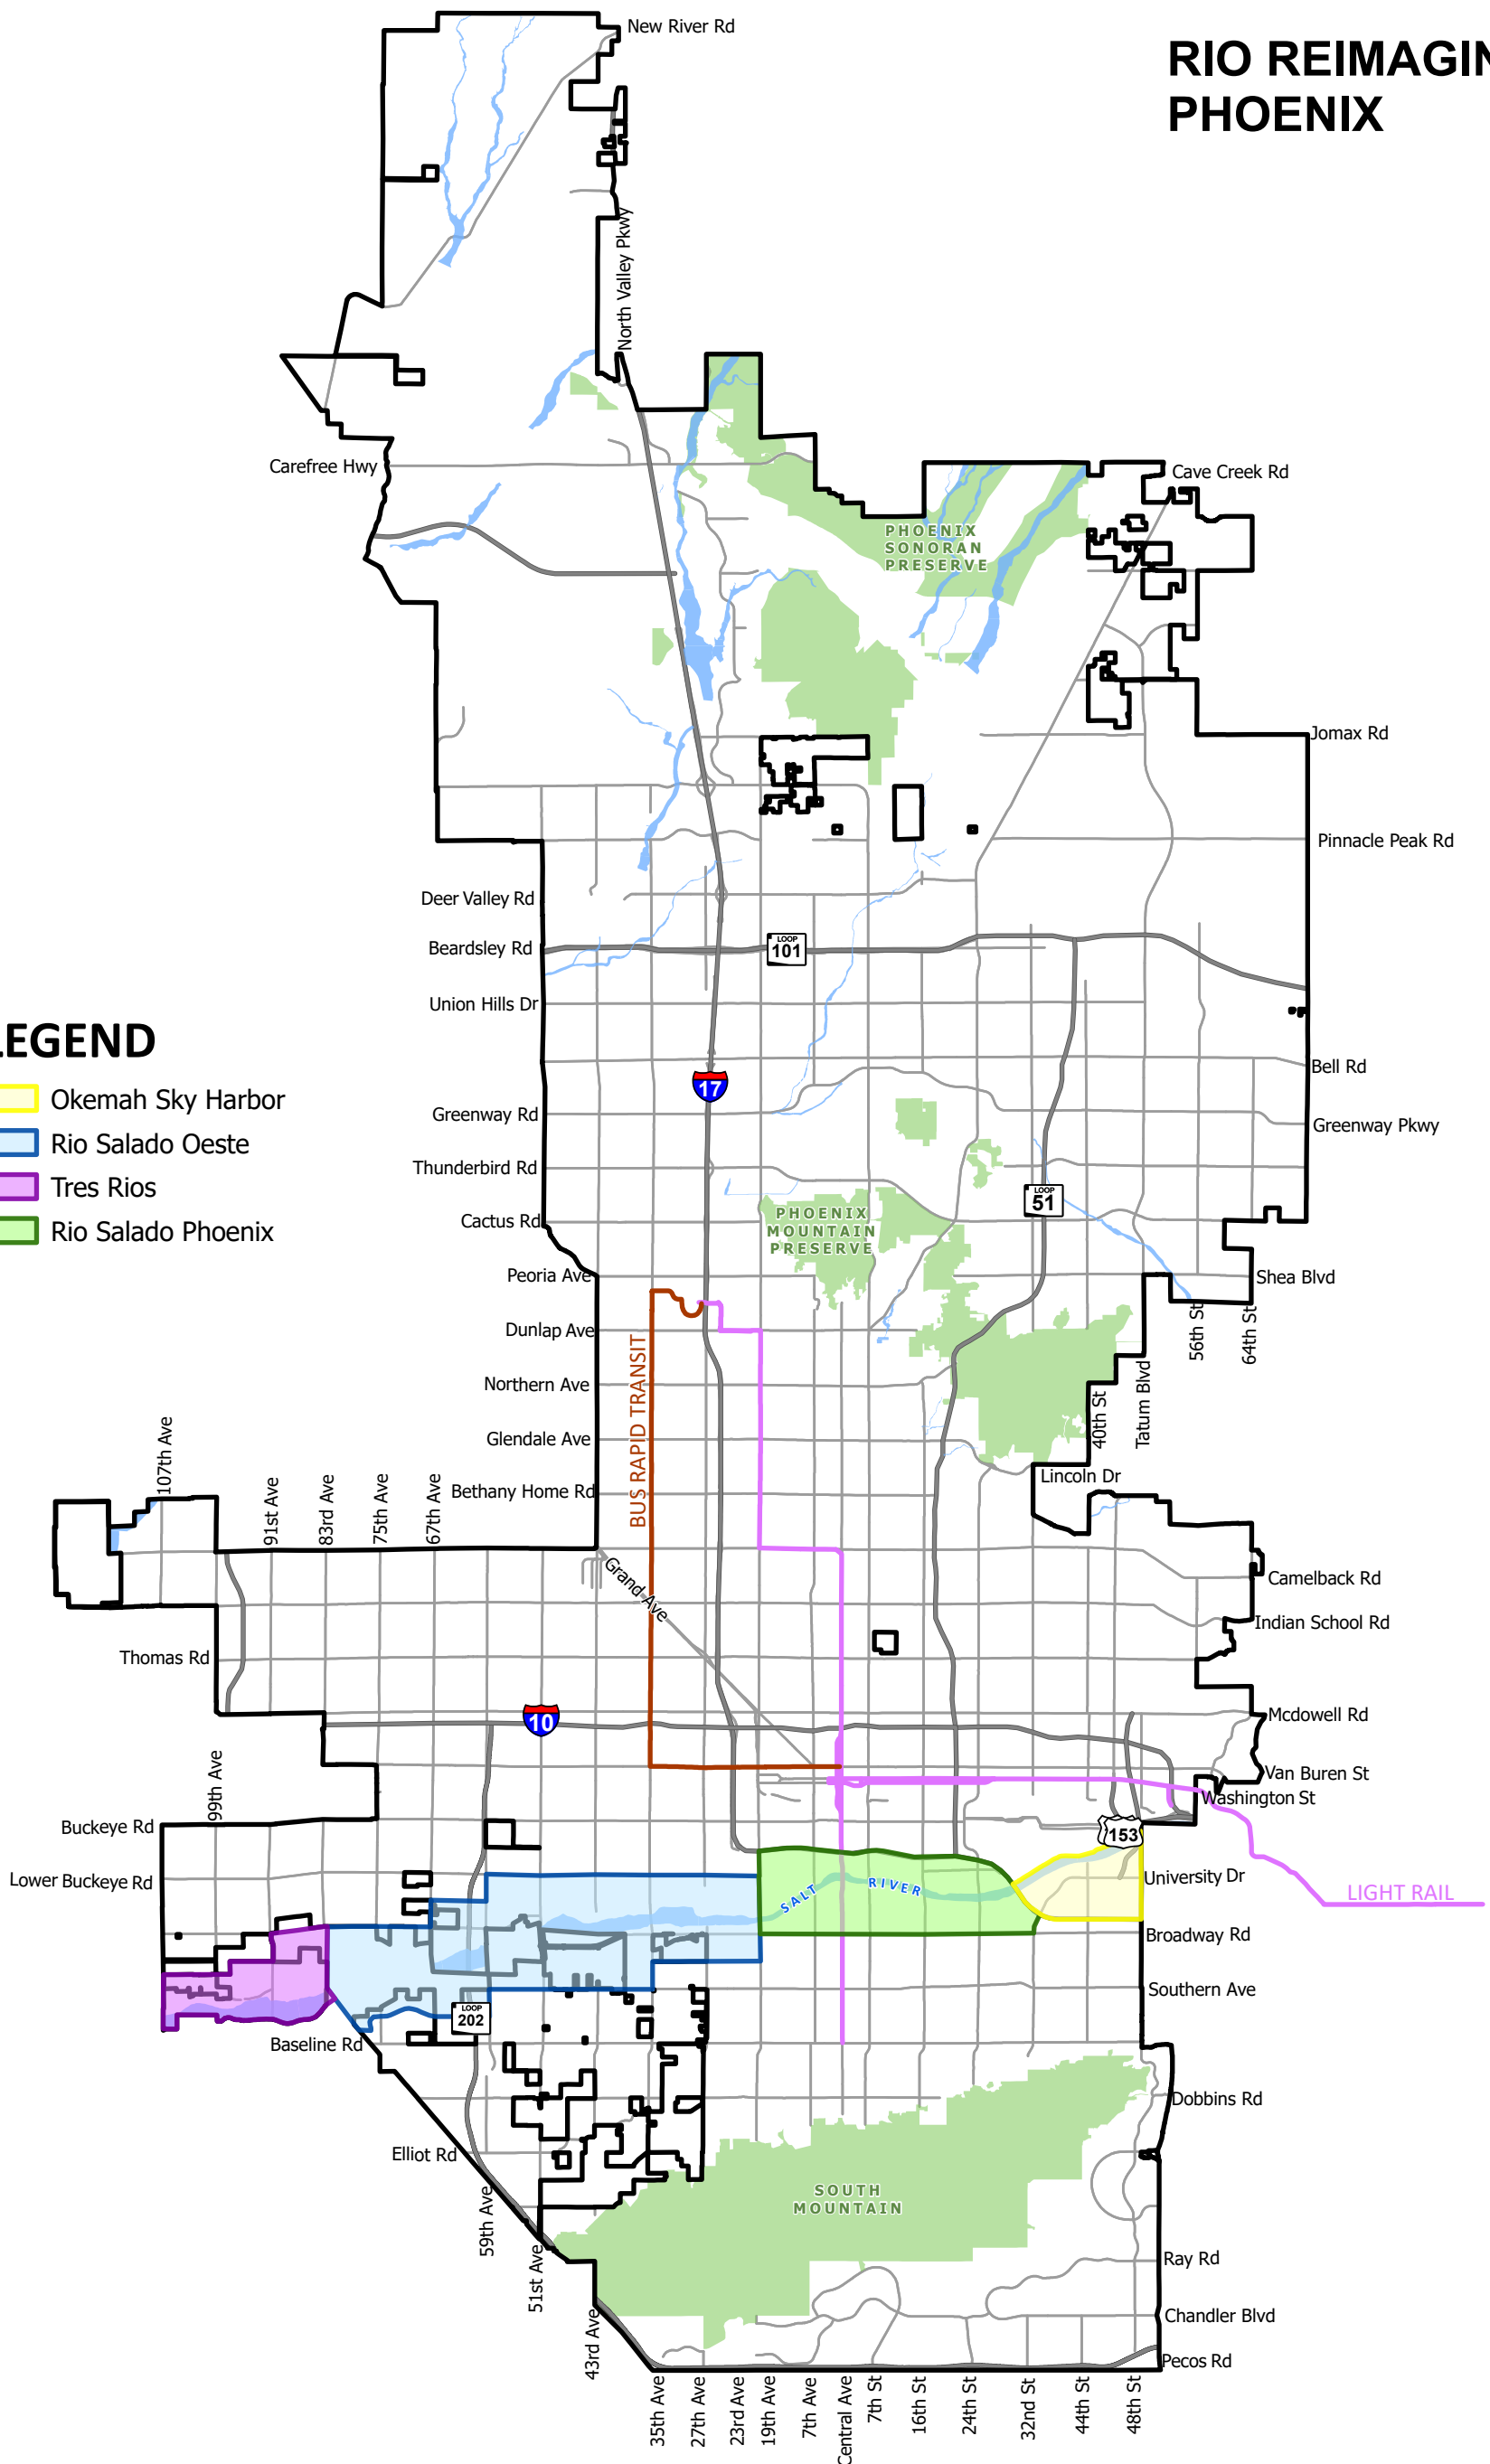 RIO REIMAGIN
PHOENIX
New River Rd
North Valley Pkwy
Carefree Hwy
Cave Creek Rd
PHOENIX
SONORAN
PRESERVE
Jomax Rd
Pinnacle Peak Rd
Deer Valley Rd
Beardsley Rd
LOOP
101
Union Hills Dr
LEGEND
Okemah Sky Harbor
Rio Salado Oeste
Tres Rios
Rio Salado Phoenix
Bell Rd
17
Greenway Rd
Greenway Pkwy
Thunderbird Rd
LOOP
51
Cactus Rd
PHOENIX
MOUNTAIN
PRESERVE
Peoria Ave
Shea Blvd
Dunlap Ave
56th St
64th St
BUS RAPID TRANSIT
Northern Ave
40th St
Tatum Blvd
Glendale Ave
Lincoln Dr
Bethany Home Rd
107th Ave
91st Ave
83rd Ave
75th Ave
67th Ave
Grand Ave
Camelback Rd
Indian School Rd
Thomas Rd
10
Mcdowell Rd
Van Buren St
Washington St
99th Ave
Buckeye Rd
153
Lower Buckeye Rd
SALT RIVER
University Dr
LIGHT RAIL
Broadway Rd
Southern Ave
LOOP
202
Baseline Rd
Dobbins Rd
Elliot Rd
SOUTH
MOUNTAIN
59th Ave
51st Ave
43rd Ave
Ray Rd
Chandler Blvd
Pecos Rd
35th Ave
27th Ave
23rd Ave
19th Ave
7th Ave
Central Ave
7th St
16th St
24th St
32nd St
44th St
48th St